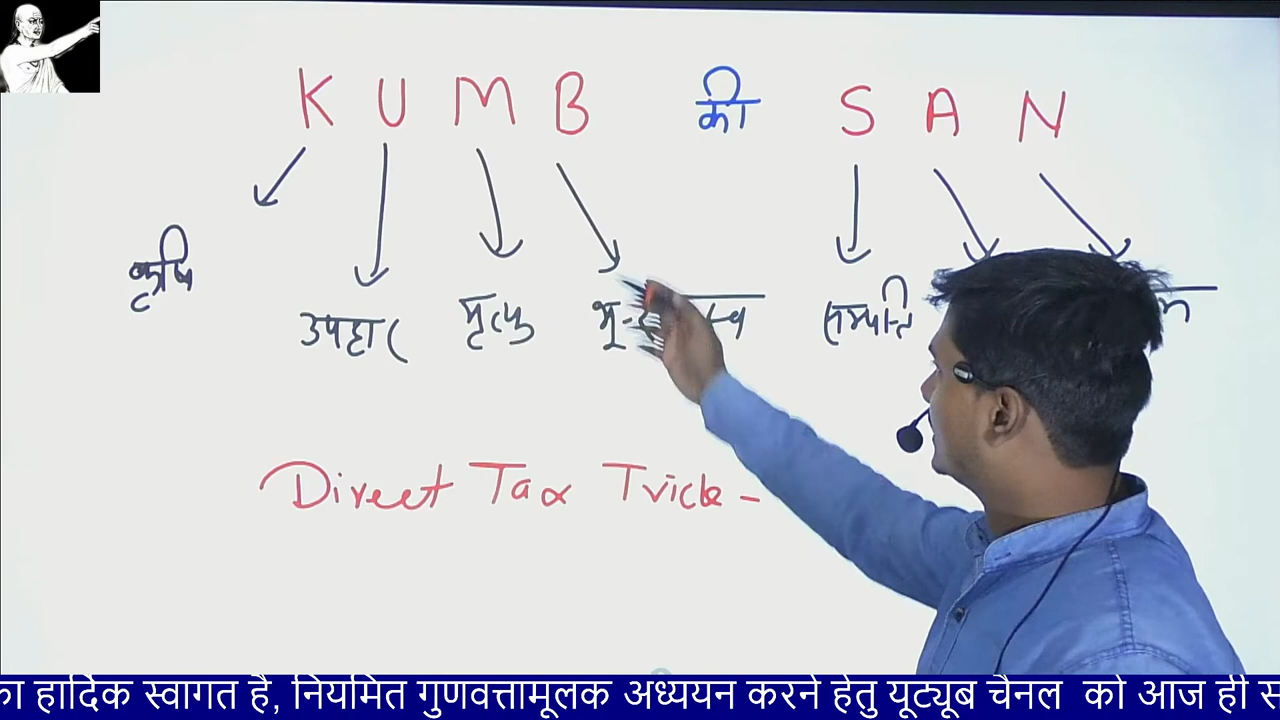 K U M B की S A N
कृषि उपहार मृत्यु सम्पत्ति
Direct Tax Trick -
का हार्दिक स्वागत है, नियमित गुणवत्तामूलक अध्ययन करने हेतु यूट्यूब चैनल को आज ही स